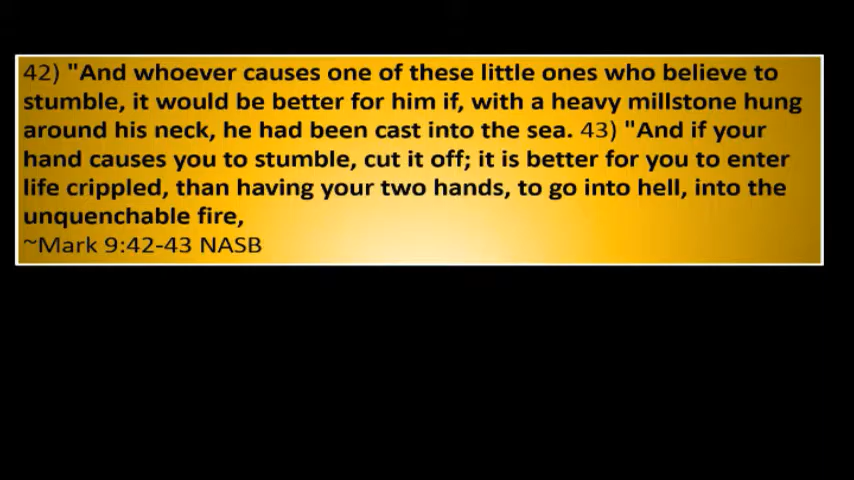 42) "And whoever causes one of these little ones who believe to
stumble, it would be better for him if, with a heavy millstone hung
around his neck, he had been cast into the sea. 43) "And if your
hand causes you to stumble, cut it off; it is better for you to enter
life crippled, than having your two hands, to go into hell, into the
unquenchable fire,
~Mark 9:42-43 NASB